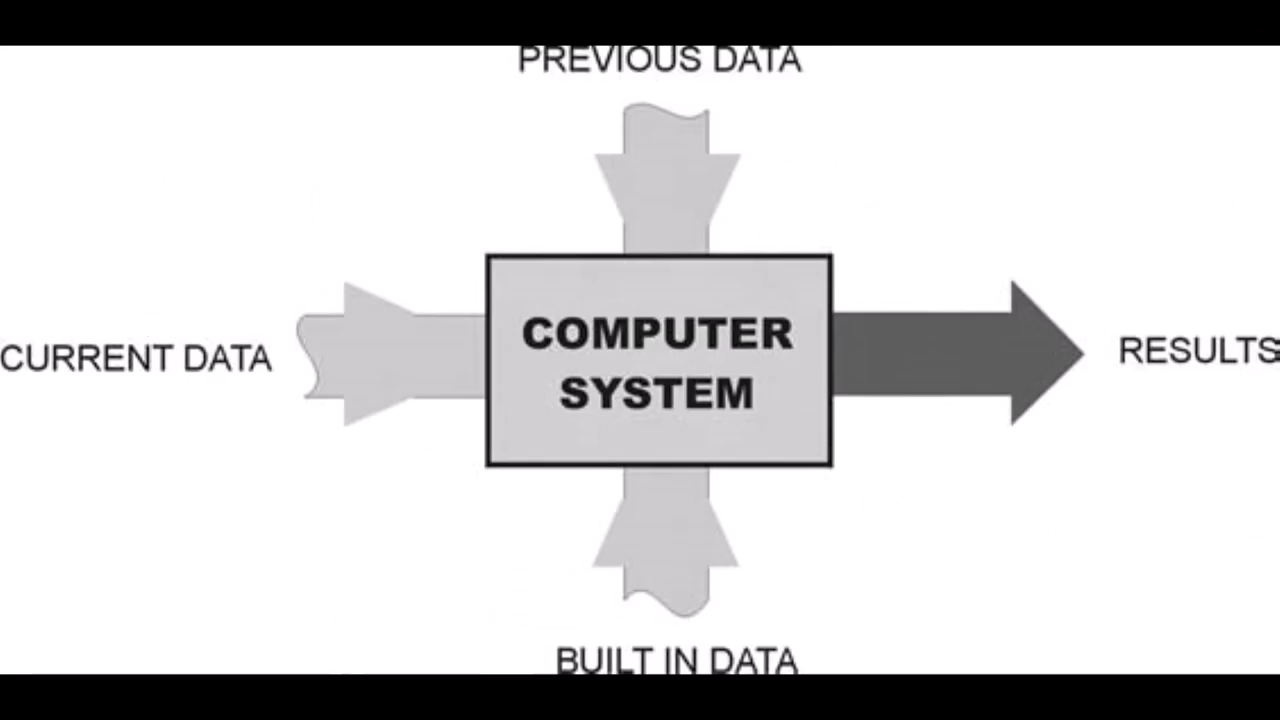 PREVIOUS DATA
CURRENT DATA
COMPUTER
SYSTEM
RESULTS
BUILT IN DATA